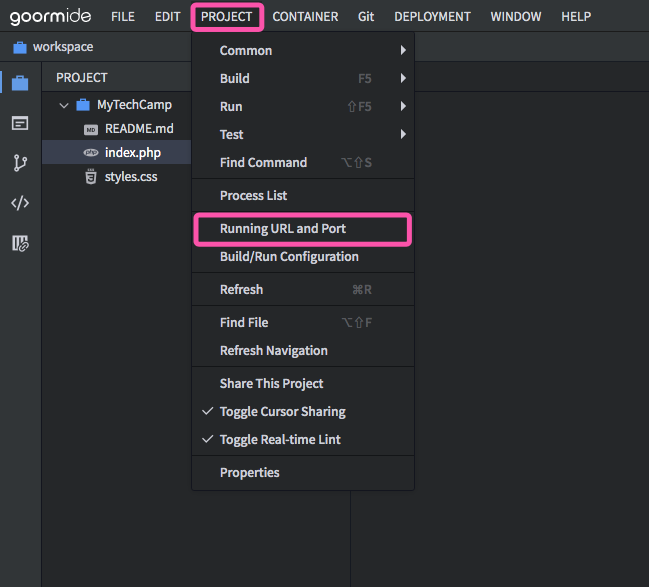 goormide FILE EDIT PROJECT CONTAINER Git DEPLOYMENT WINDOW HELP
workspace
PROJECT
MyTechCamp
README.md
index.php
styles.css
Common
Build F5
Run ⇧F5
Test
Find Command ⌥⇧S
Process List
Running URL and Port
Build/Run Configuration
Refresh ⌘R
Find File ⌥⇧F
Refresh Navigation
Share This Project
Toggle Cursor Sharing
Toggle Real-time Lint
Properties